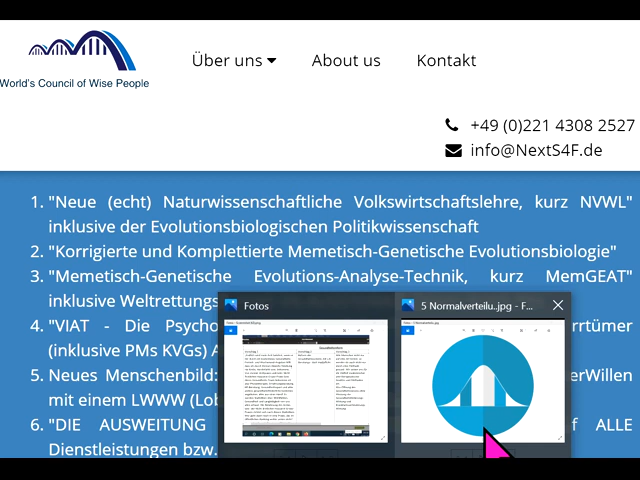 World's Council of Wise People
Über uns
About us
Kontakt
+49 (0)221 4308 2527
info@NextS4F.de
1. "Neue (echt) Naturwissenschaftliche Volkswirtschaftslehre, kurz NVWL"
inklusive der Evolutionsbiologischen Politikwissenschaft
2. "Korrigierte und Komplettierte Memetisch-Genetische Evolutionsbiologie"
3. "Memetisch-Genetische Evolutions-Analyse-Technik, kurz MemGEAT"
inklusive Weltrettungs
4. "VIAT - Die Psycho rrtümer
(inklusive PMs KVGs) A
5. Neues Menschenbild: erWillen
mit einem LWWW (Lob
6. "DIE AUSWEITUNG f ALLE
Dienstleistungen bzw.
Fotos
5 Normalverteilu..jpg - F...